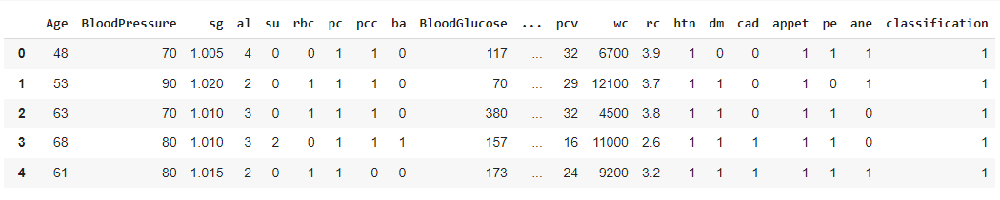 Age BloodPressure sg al su rbc pc pcc ba BloodGlucose ... pcv wc rc htn dm cad appet pe ane classification
0 48 70 1.005 4 0 0 1 1 0 117 ... 32 6700 3.9 1 0 0 1 1 1 1
1 53 90 1.020 2 0 1 1 1 0 70 ... 29 12100 3.7 1 1 0 1 0 1 1
2 63 70 1.010 3 0 1 1 1 0 380 ... 32 4500 3.8 1 1 0 1 1 0 1
3 68 80 1.010 3 2 0 1 1 1 157 ... 16 11000 2.6 1 1 1 1 1 0 1
4 61 80 1.015 2 0 1 1 0 0 173 ... 24 9200 3.2 1 1 1 1 1 1 1